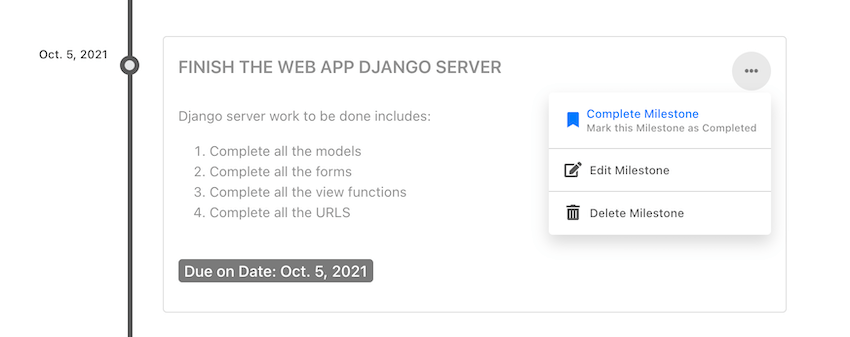 Oct. 5, 2021
FINISH THE WEB APP DJANGO SERVER
Django server work to be done includes:
1. Complete all the models
2. Complete all the forms
3. Complete all the view functions
4. Complete all the URLS
Due on Date: Oct. 5, 2021
Complete Milestone
Mark this Milestone as Completed
Edit Milestone
Delete Milestone